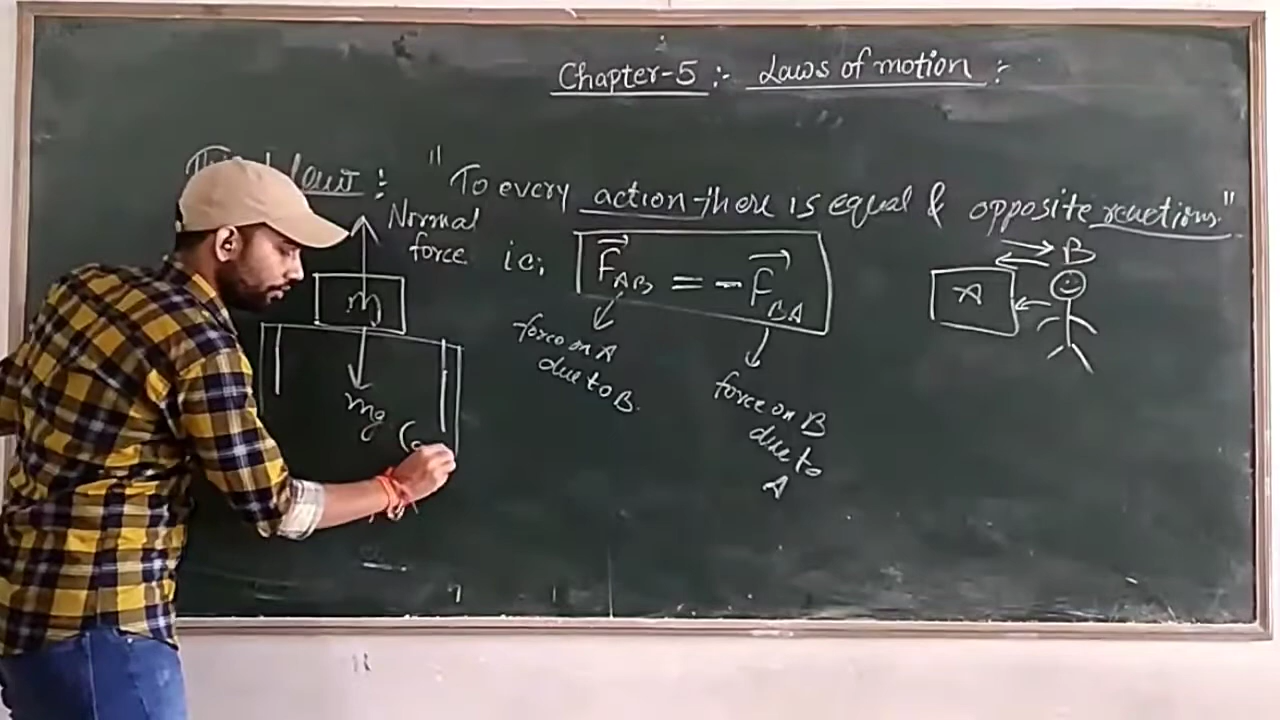 Chapter-5 :- Laws of motion :-
law :- "To every action there is equal & opposite reactions."
Normal force
i.e;
F⃗AB = -F⃗BA
force on A due to B.
force on B due to A
m
mg (
A
B